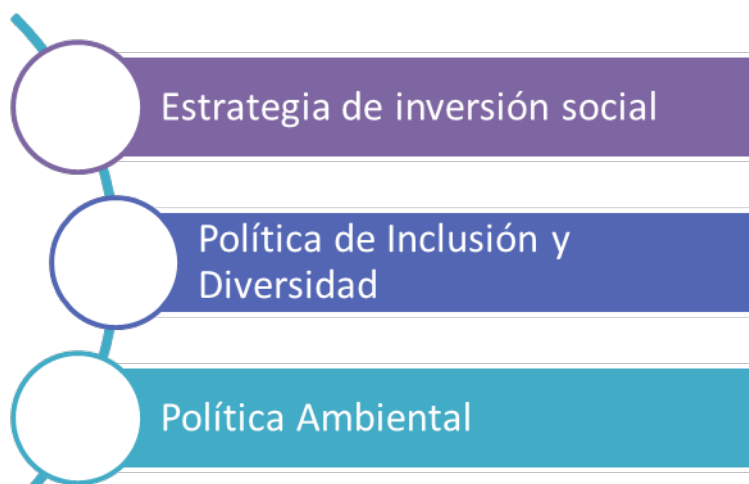 Estrategia de inversión social
Política de Inclusión y
Diversidad
Política Ambiental